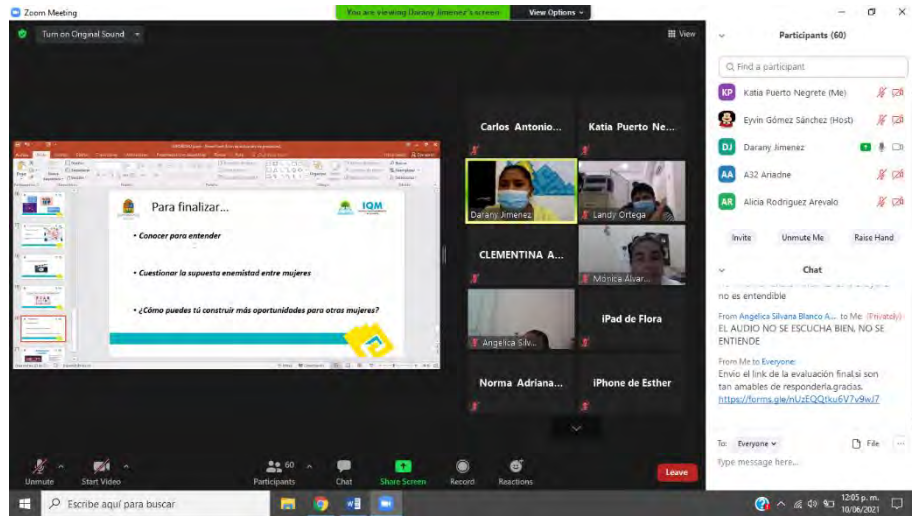 Zoom Meeting
You are viewing Darany Jimenez's screen
View Options
Turn on Original Sound
View
Para finalizar...
IQM
• Conocer para entender
• Cuestionar la supuesta enemistad entre mujeres
• ¿Cómo puedes tú construir más oportunidades para otras mujeres?
Carlos Antonio...
Katia Puerto Ne...
Darany Jimenez
Landy Ortega
CLEMENTINA A...
Mónica Alvar...
Angelica Silv...
iPad de Flora
Norma Adriana...
iPhone de Esther
Participants (60)
Find a participant
KP Katia Puerto Negrete (Me)
Eyvin Gómez Sánchez (Host)
DJ Darany Jimenez
AA A32 Ariadne
AR Alicia Rodriguez Arevalo
Invite
Unmute Me
Raise Hand
Chat
no es entendible
From Angelica Silvana Blanco A... to Me: (Privately)
EL AUDIO NO SE ESCUCHA BIEN, NO SE
ENTIENDE
From Me to Everyone:
Envio el link de la evaluación final.si son
tan amables de responderla.gracias.
https://forms.gle/nUzEQQtku6V7v9wJ7
To: Everyone
File
Type message here...
Unmute
Start Video
60
Participants
Chat
Share Screen
Record
Reactions
Leave
Escribe aquí para buscar
12:05 p. m.
10/06/2021